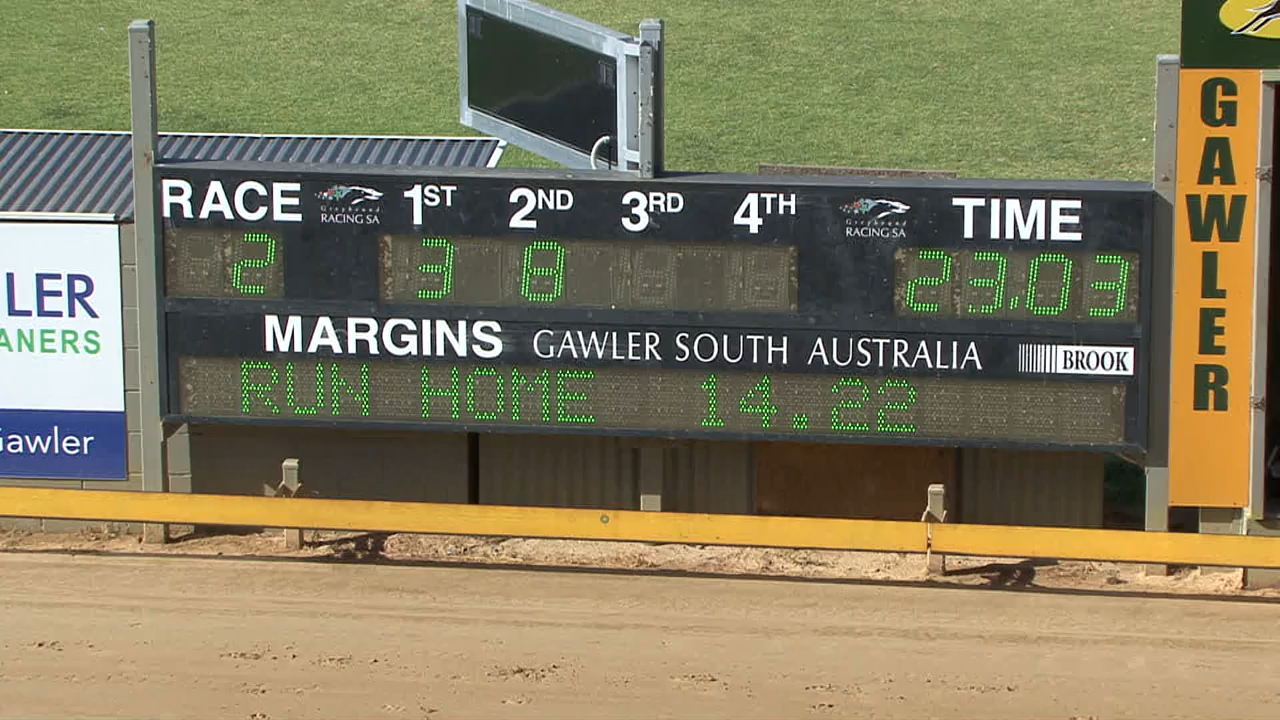 RACE 1ST 2ND 3RD 4TH TIME
Greyhound
RACING SA
Greyhound
RACING SA
2 3 8 23.03
MARGINS GAWLER SOUTH AUSTRALIA BROOK
RUN HOME 14.22
LER
ANERS
Gawler
GAWLER